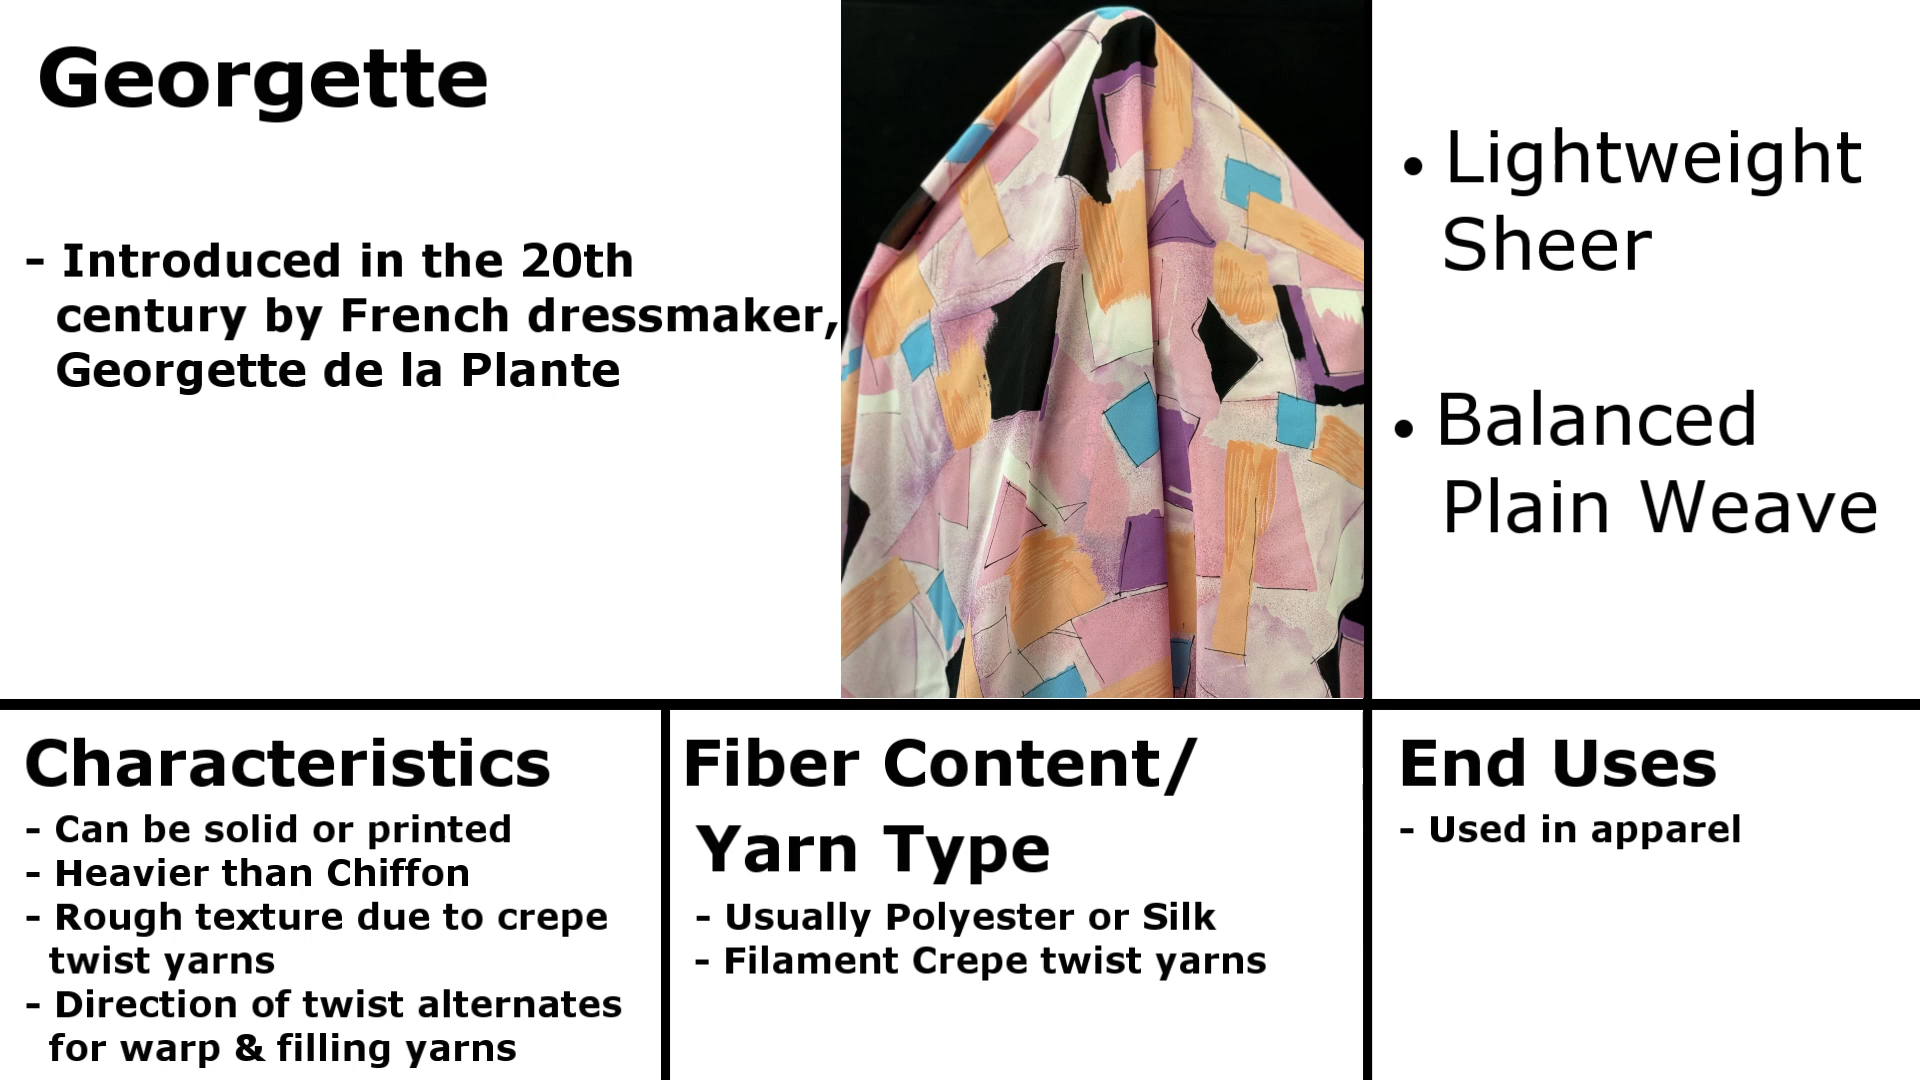 Georgette
- Introduced in the 20th
century by French dressmaker,
Georgette de la Plante
• Lightweight
Sheer
• Balanced
Plain Weave
Characteristics
- Can be solid or printed
- Heavier than Chiffon
- Rough texture due to crepe
twist yarns
- Direction of twist alternates
for warp & filling yarns
Fiber Content/
Yarn Type
- Usually Polyester or Silk
- Filament Crepe twist yarns
End Uses
- Used in apparel